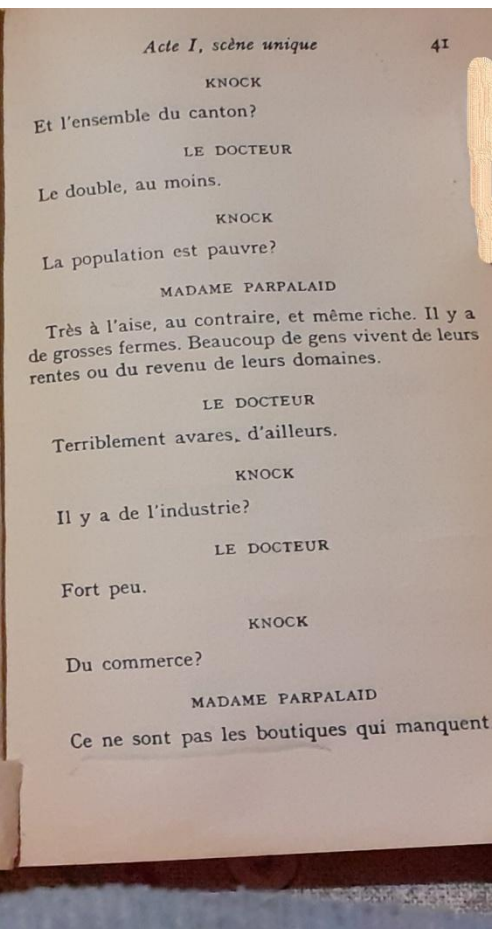 Acte I, scène unique 41
KNOCK
Et l'ensemble du canton?
LE DOCTEUR
Le double, au moins.
KNOCK
La population est pauvre?
MADAME PARPALAID
Très à l'aise, au contraire, et même riche. Il y a
de grosses fermes. Beaucoup de gens vivent de leurs
rentes ou du revenu de leurs domaines.
LE DOCTEUR
Terriblement avares, d'ailleurs.
KNOCK
Il y a de l'industrie?
LE DOCTEUR
Fort peu.
KNOCK
Du commerce?
MADAME PARPALAID
Ce ne sont pas les boutiques qui manquent